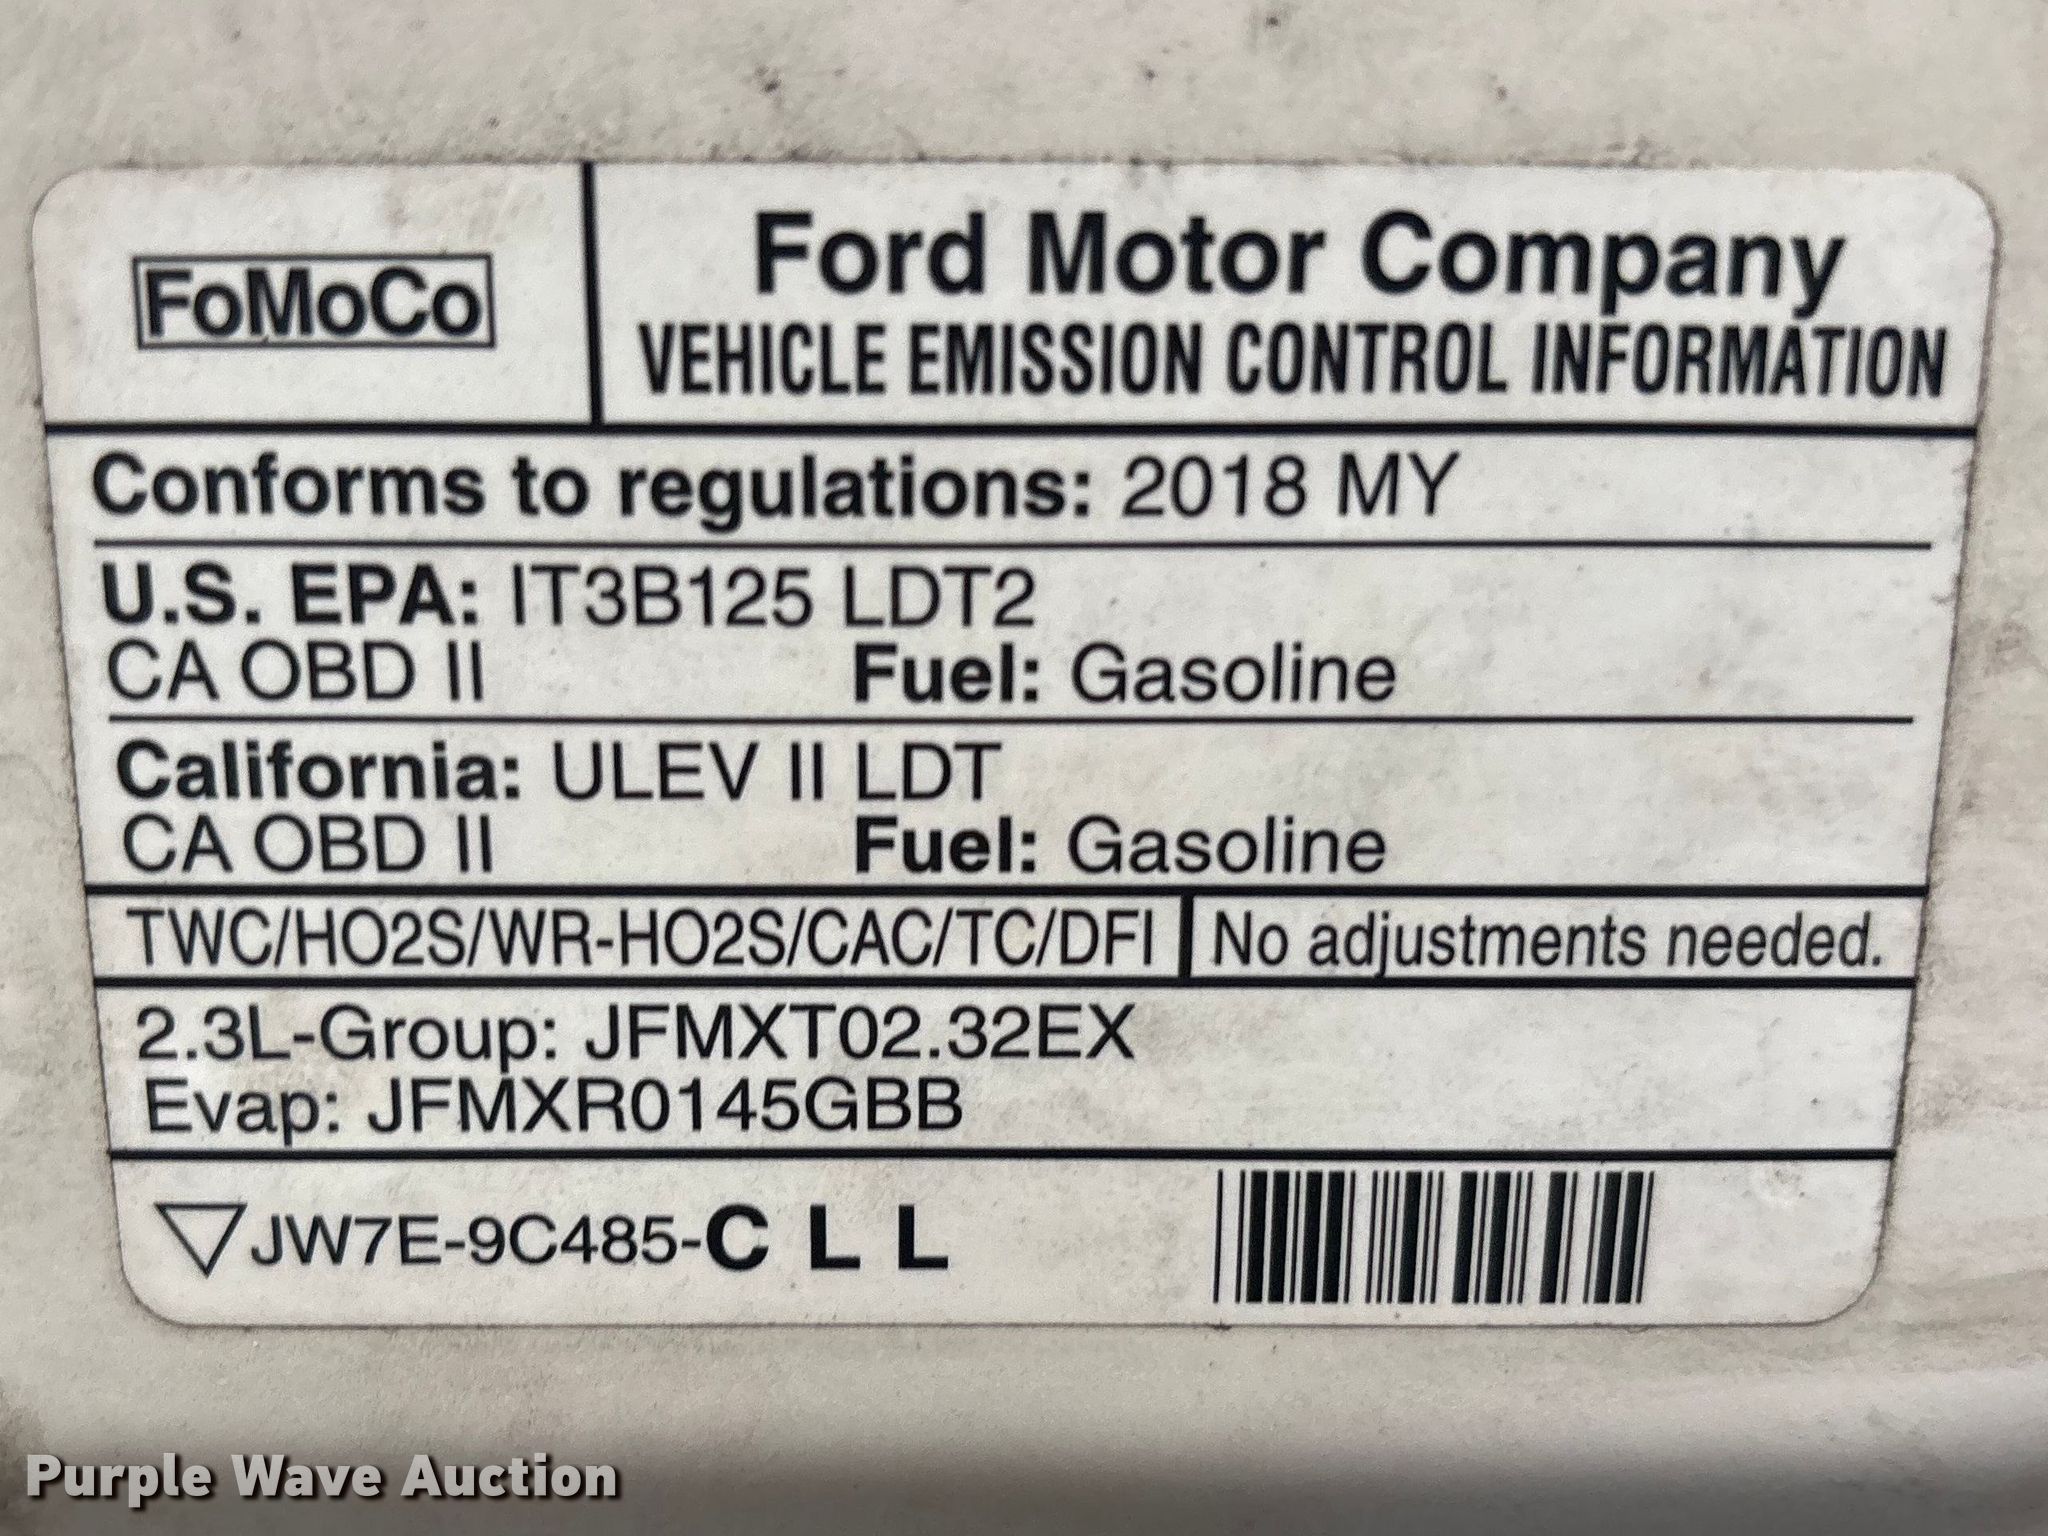 FoMoCo
Ford Motor Company
VEHICLE EMISSION CONTROL INFORMATION
Conforms to regulations: 2018 MY
U.S. EPA: IT3B125 LDT2
CA OBD II Fuel: Gasoline
California: ULEV II LDT
CA OBD II Fuel: Gasoline
TWC/HO2S/WR-HO2S/CAC/TC/DFI No adjustments needed.
2.3L-Group: JFMXT02.32EX
Evap: JFMXR0145GBB
JW7E-9C485-C L L
Purple Wave Auction